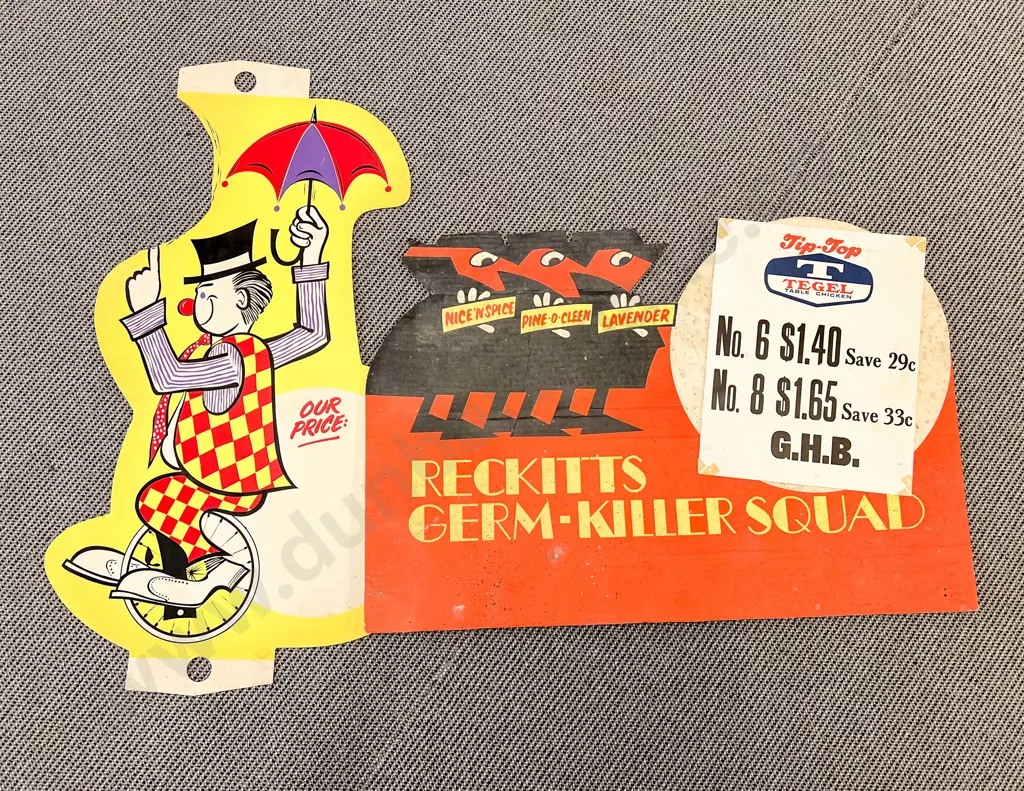 OUR
PRICE:
NICE'N SPICE
PINE-O-CLEEN
LAVENDER
RECKITTS
GERM-KILLER SQUAD
Tip-Top
T
TEGEL
TABLE CHICKEN
No. 6 $1.40 Save 29c
No. 8 $1.65 Save 33c
G.H.B.